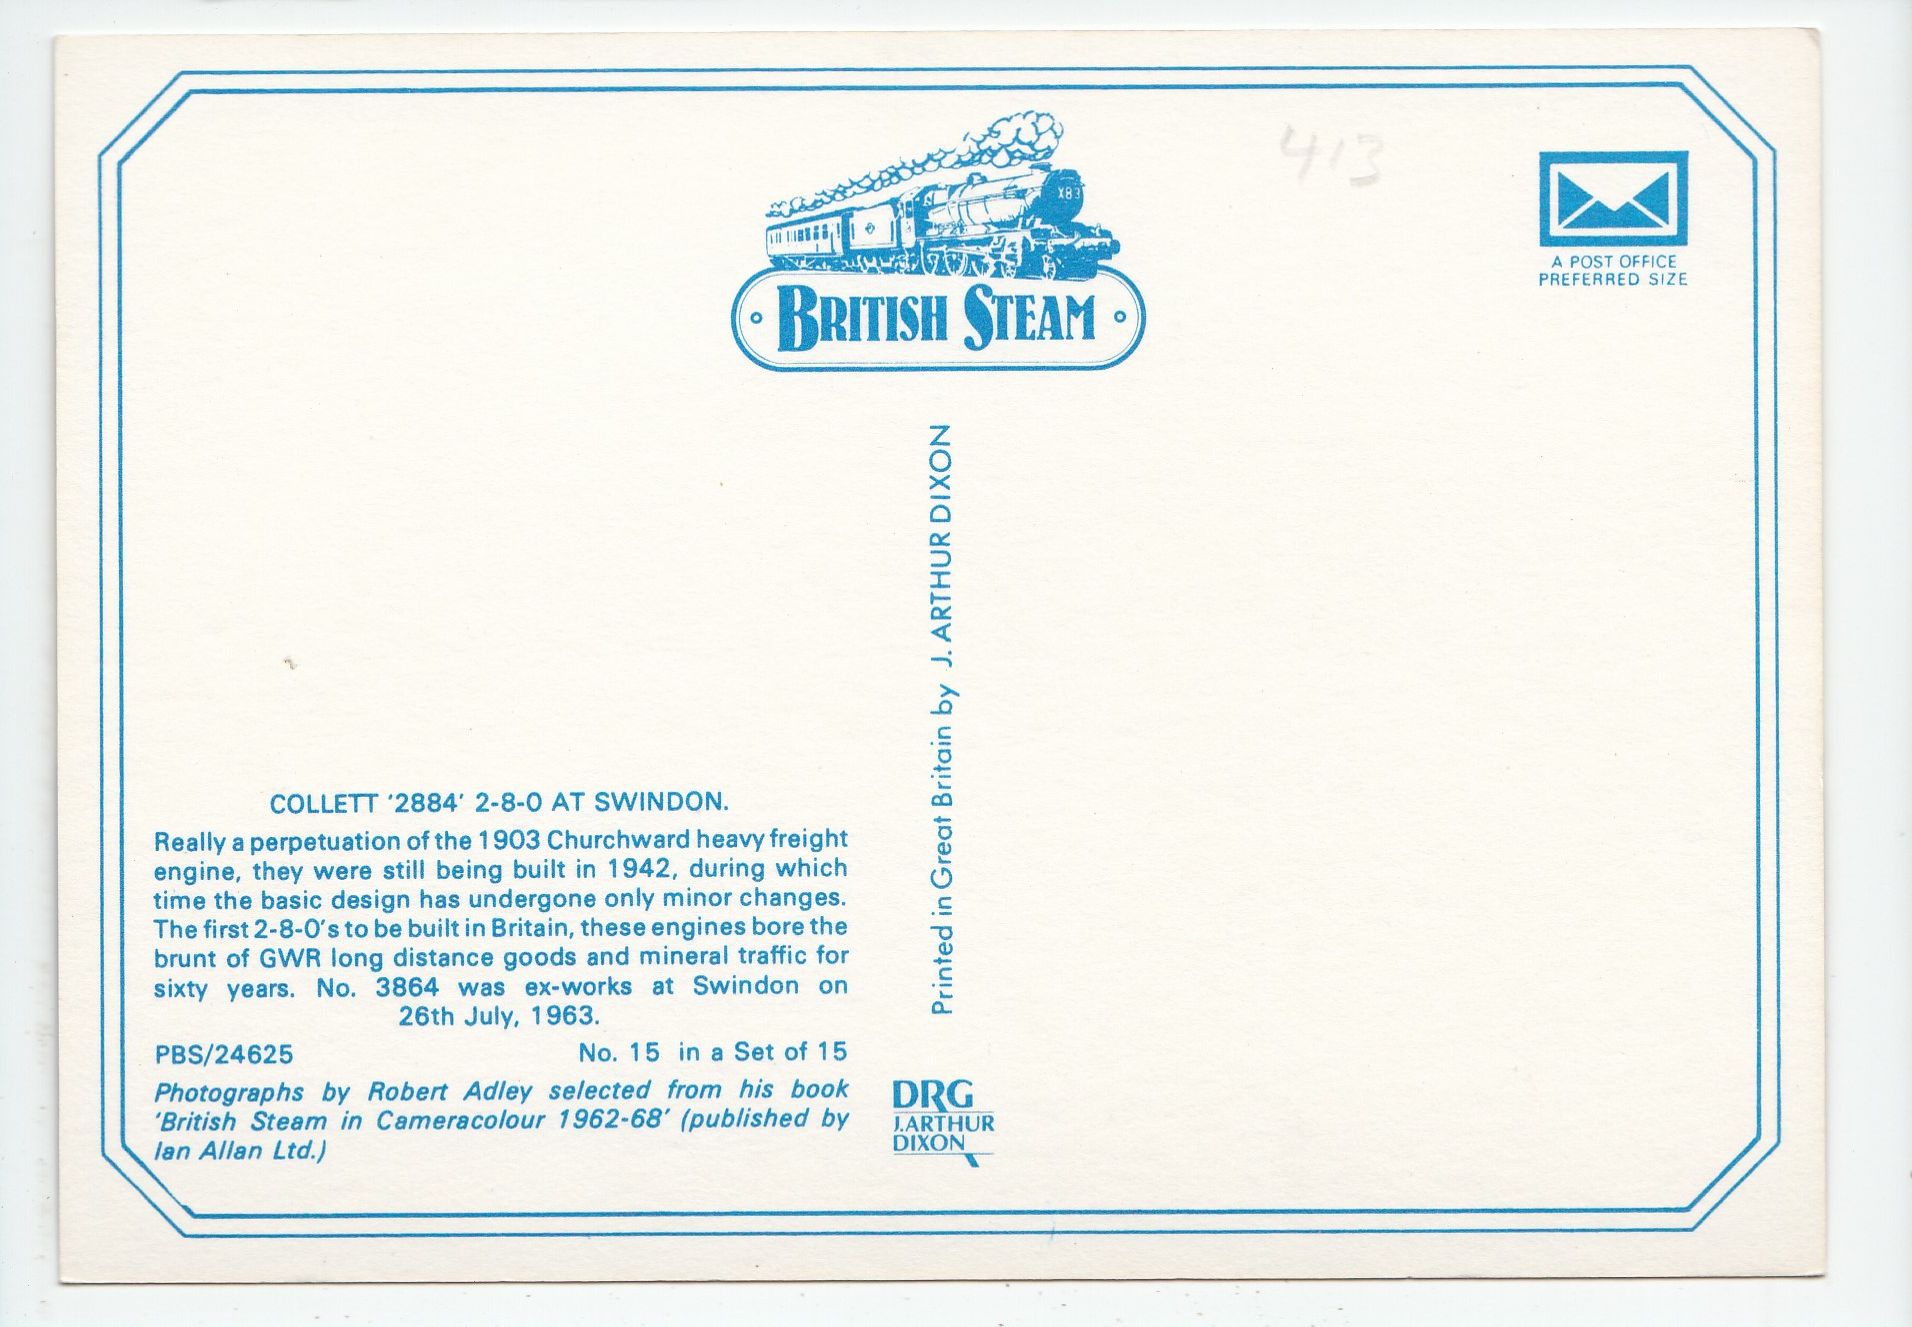 413
X83
A POST OFFICE
PREFERRED SIZE
BRITISH STEAM
COLLETT '2884' 2-8-0 AT SWINDON.
Really a perpetuation of the 1903 Churchward heavy freight
engine, they were still being built in 1942, during which
time the basic design has undergone only minor changes.
The first 2-8-0's to be built in Britain, these engines bore the
brunt of GWR long distance goods and mineral traffic for
sixty years. No. 3864 was ex-works at Swindon on
26th July, 1963.
PBS/24625 No. 15 in a Set of 15
Photographs by Robert Adley selected from his book
'British Steam in Cameracolour 1962-68' (published by
Ian Allan Ltd.)
Printed in Great Britain by J. ARTHUR DIXON
DRG
J.ARTHUR
DIXON